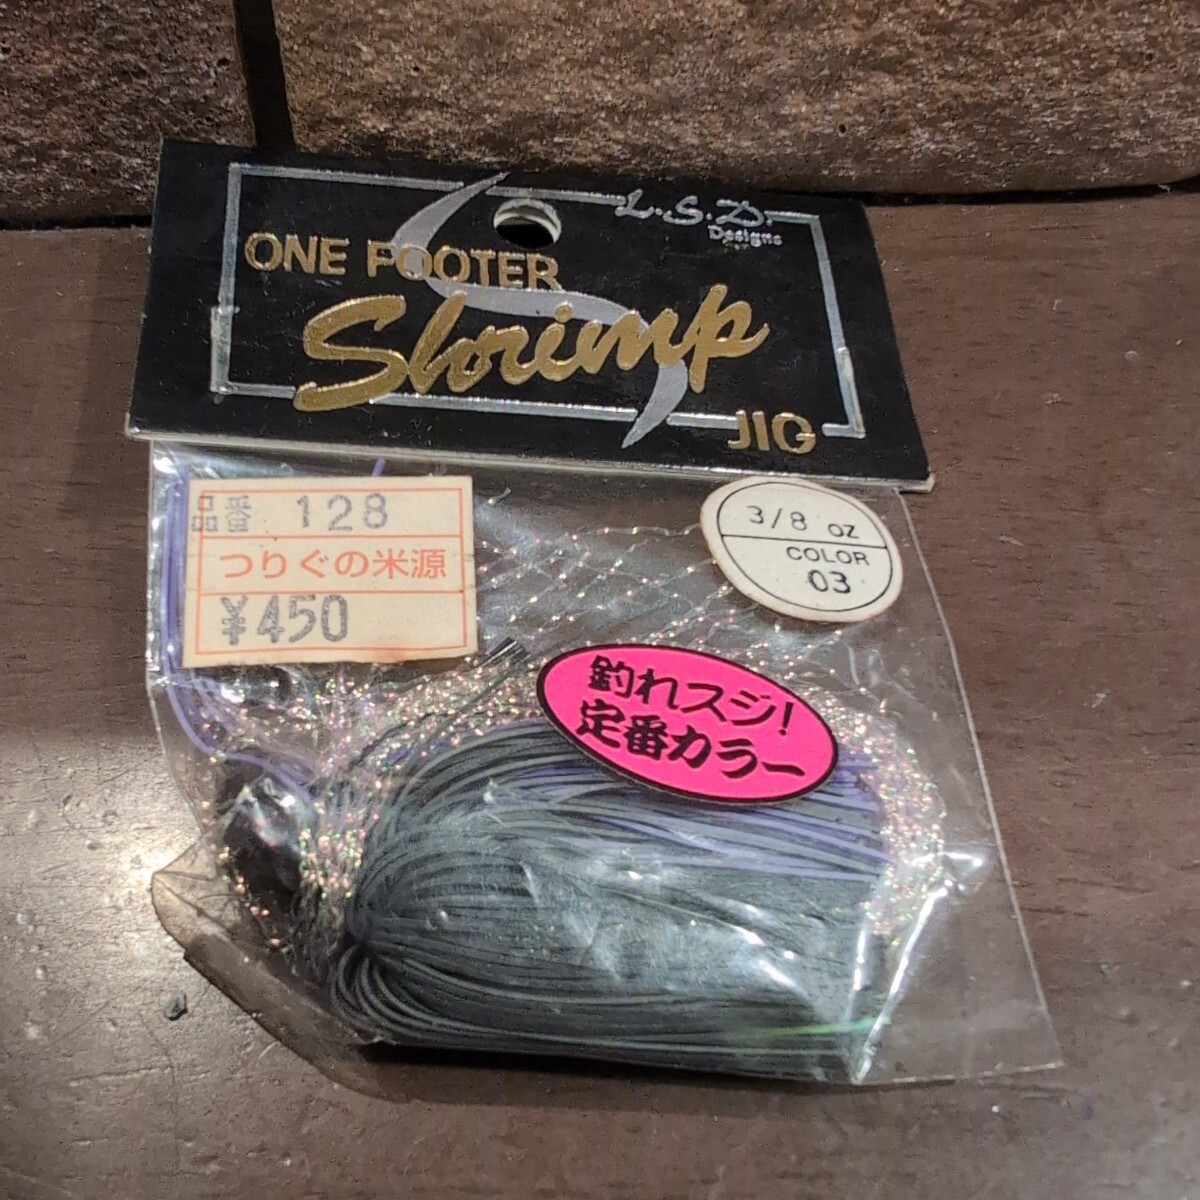 L.S.D.
Designs
ONE FOOTER
Shrimp
JIG
品番 128
つりぐの米源
¥450
3/8 oz
COLOR
03
釣れスジ!
定番カラー